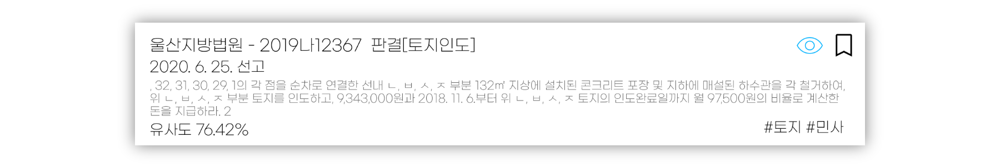 울산지방법원 - 2019나12367 판결[토지인도]
2020. 6. 25. 선고
, 32, 31, 30, 29, 1의 각 점을 순차로 연결한 선내 ㄴ, ㅂ, ㅅ, ㅈ 부분 132㎡ 지상에 설치된 콘크리트 포장 및 지하에 매설된 하수관을 각 철거하여,
위 ㄴ, ㅂ, ㅅ, ㅈ 부분 토지를 인도하고, 9,343,000원과 2018. 11. 6.부터 위 ㄴ, ㅂ, ㅅ, ㅈ 토지의 인도완료일까지 월 97,500원의 비율로 계산한
돈을 지급하라. 2
유사도 76.42%
#토지 #민사